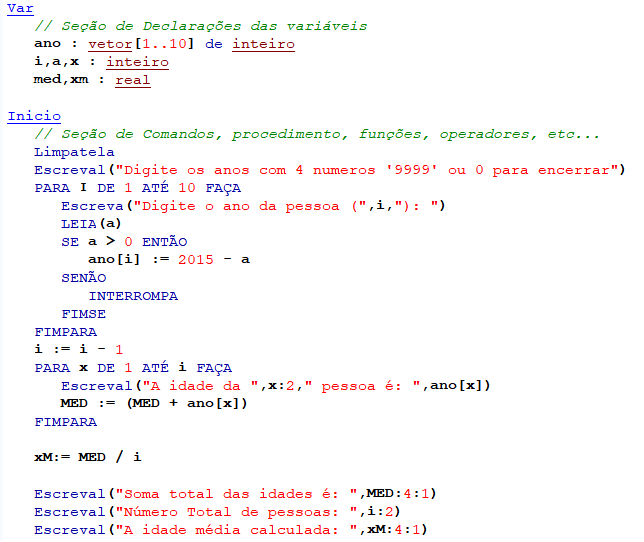 Var
// Seção de Declarações das variáveis
ano : vetor[1..10] de inteiro
i,a,x : inteiro
med,xm : real
Inicio
// Seção de Comandos, procedimento, funções, operadores, etc...
Limpatela
Escreval("Digite os anos com 4 numeros '9999' ou 0 para encerrar")
PARA I DE 1 ATÉ 10 FAÇA
Escreva("Digite o ano da pessoa (",i,"): ")
LEIA(a)
SE a > 0 ENTÃO
ano[i] := 2015 - a
SENÃO
INTERROMPA
FIMSE
FIMPARA
i := i - 1
PARA x DE 1 ATÉ i FAÇA
Escreval("A idade da ",x:2," pessoa é: ",ano[x])
MED := (MED + ano[x])
FIMPARA
xM:= MED / i
Escreval("Soma total das idades é: ",MED:4:1)
Escreval("Número Total de pessoas: ",i:2)
Escreval("A idade média calculada: ",xM:4:1)